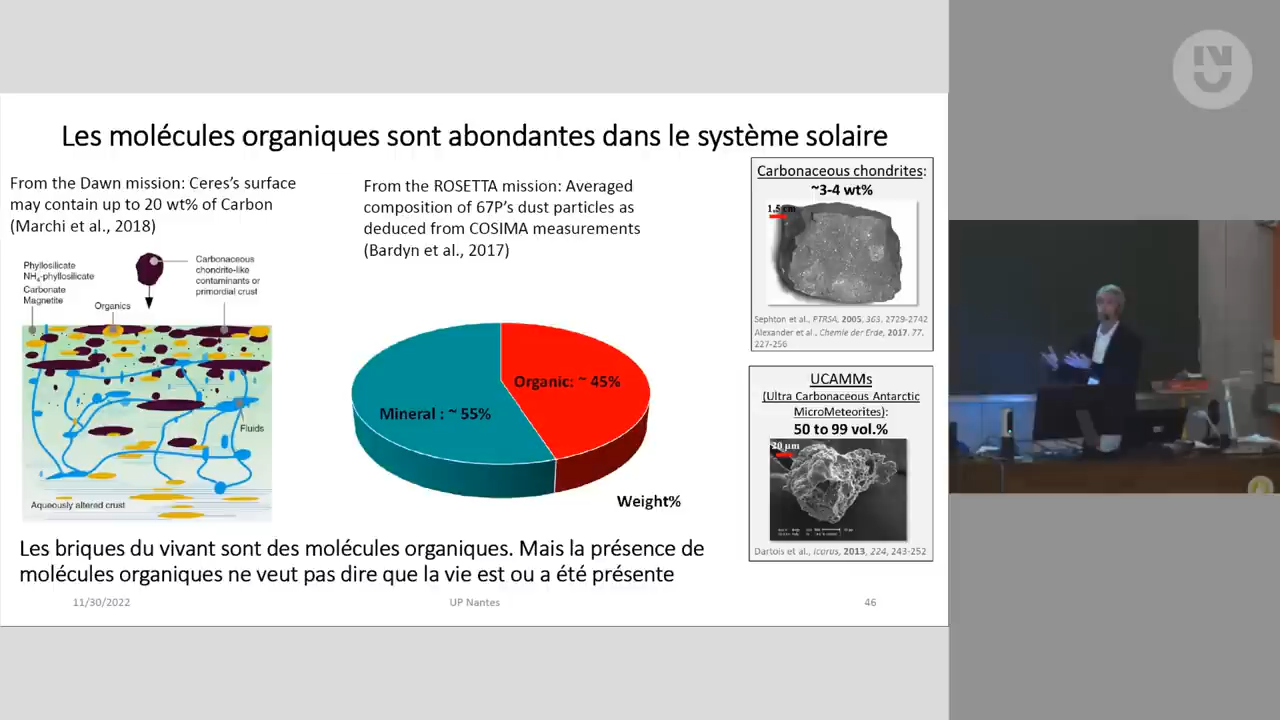 Les molécules organiques sont abondantes dans le système solaire
From the Dawn mission: Ceres's surface
may contain up to 20 wt% of Carbon
(Marchi et al., 2018)
Phyllosilicate
NH₄-phyllosilicate
Carbonate
Magnetite
Organics
Carbonaceous
chondrite-like
contaminants or
primordial crust
Fluids
Aqueously altered crust
From the ROSETTA mission: Averaged
composition of 67P's dust particles as
deduced from COSIMA measurements
(Bardyn et al., 2017)
Organic: ~ 45%
Mineral : ~ 55%
Weight%
Carbonaceous chondrites:
~3-4 wt%
1.5 cm
Sephton et al., PTRSA, 2005, 363, 2729-2742
Alexander et al., Chemie der Erde, 2017, 77,
227-256
UCAMMs
(Ultra Carbonaceous Antarctic
MicroMeteorites):
50 to 99 vol.%
20 µm
Dartois et al., Icarus, 2013, 224, 243-252
Les briques du vivant sont des molécules organiques. Mais la présence de
molécules organiques ne veut pas dire que la vie est ou a été présente
11/30/2022
UP Nantes
46